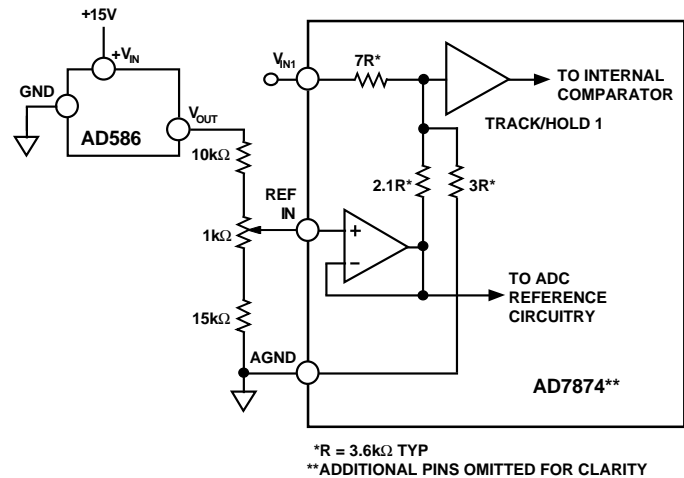 +15V
+VIN
GND
VOUT
AD586
10kΩ
1kΩ
15kΩ
REF
IN
AGND
VIN1
7R*
TO INTERNAL
COMPARATOR
TRACK/HOLD 1
2.1R*
3R*
+
–
TO ADC
REFERENCE
CIRCUITRY
AD7874**
*R = 3.6kΩ TYP
**ADDITIONAL PINS OMITTED FOR CLARITY